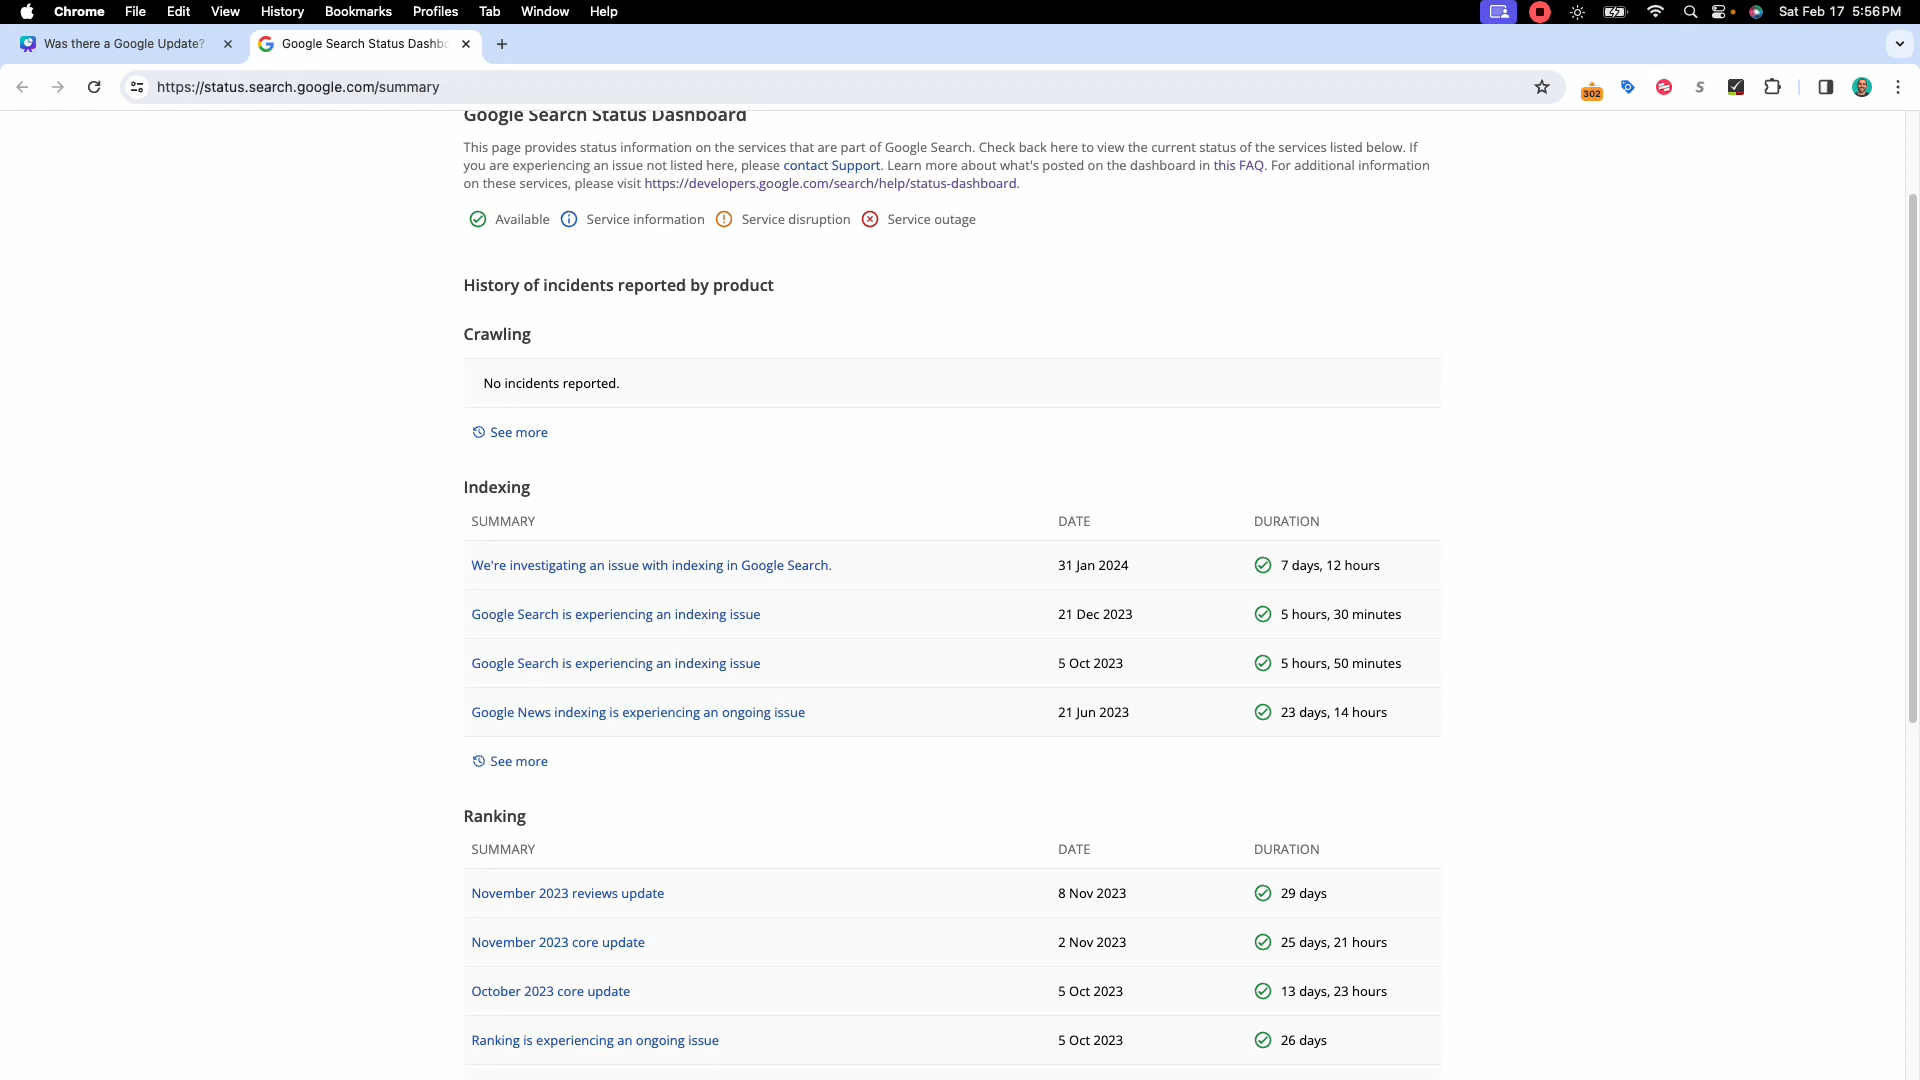 Chrome File Edit View History Bookmarks Profiles Tab Window Help Sat Feb 17 5:56 PM
Was there a Google Update? Google Search Status Dashbo
https://status.search.google.com/summary S 302
Google Search Status Dashboard
This page provides status information on the services that are part of Google Search. Check back here to view the current status of the services listed below. If
you are experiencing an issue not listed here, please contact Support. Learn more about what's posted on the dashboard in this FAQ. For additional information
on these services, please visit https://developers.google.com/search/help/status-dashboard.
Available Service information Service disruption Service outage
History of incidents reported by product
Crawling
No incidents reported.
See more
Indexing
SUMMARY DATE DURATION
We're investigating an issue with indexing in Google Search. 31 Jan 2024 7 days, 12 hours
Google Search is experiencing an indexing issue 21 Dec 2023 5 hours, 30 minutes
Google Search is experiencing an indexing issue 5 Oct 2023 5 hours, 50 minutes
Google News indexing is experiencing an ongoing issue 21 Jun 2023 23 days, 14 hours
See more
Ranking
SUMMARY DATE DURATION
November 2023 reviews update 8 Nov 2023 29 days
November 2023 core update 2 Nov 2023 25 days, 21 hours
October 2023 core update 5 Oct 2023 13 days, 23 hours
Ranking is experiencing an ongoing issue 5 Oct 2023 26 days